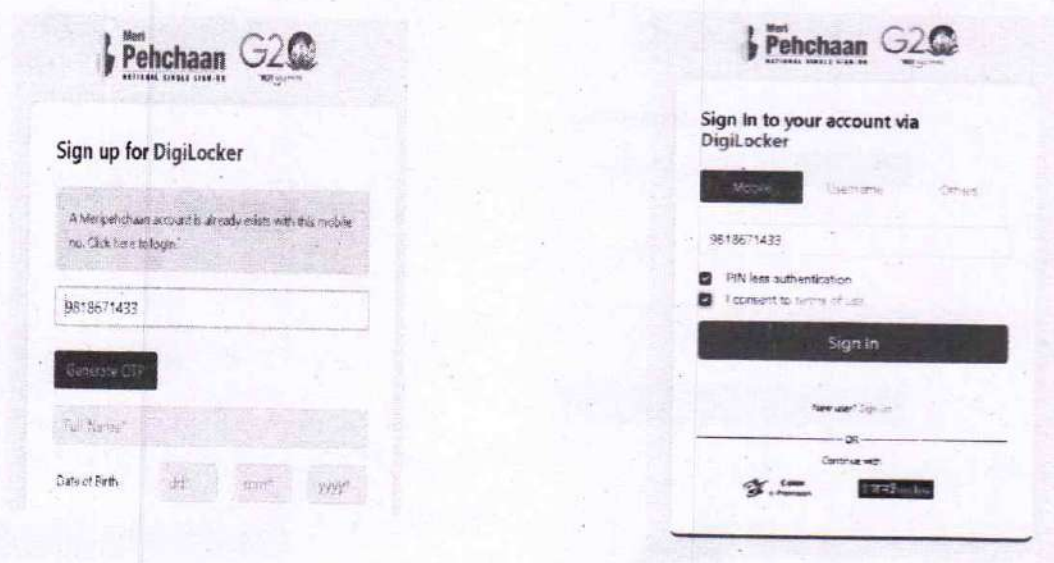 Meri
Pehchaan
NATIONAL SINGLE SIGN-ON
G20
Sign up for DigiLocker
A Meripehchaan account is already exists with this mobile
no. Click here to login.
9818671433
Generate OTP
Full Name*
Date of Birth
dd*
mm*
yyyy*
Meri
Pehchaan
NATIONAL SINGLE SIGN-ON
G20
Sign In to your account via
DigiLocker
Mobile
Username
Others
9818671433
PIN less authentication
I consent to terms of use
Sign In
New user? Sign up
OR
Continue with
e-Pramaan